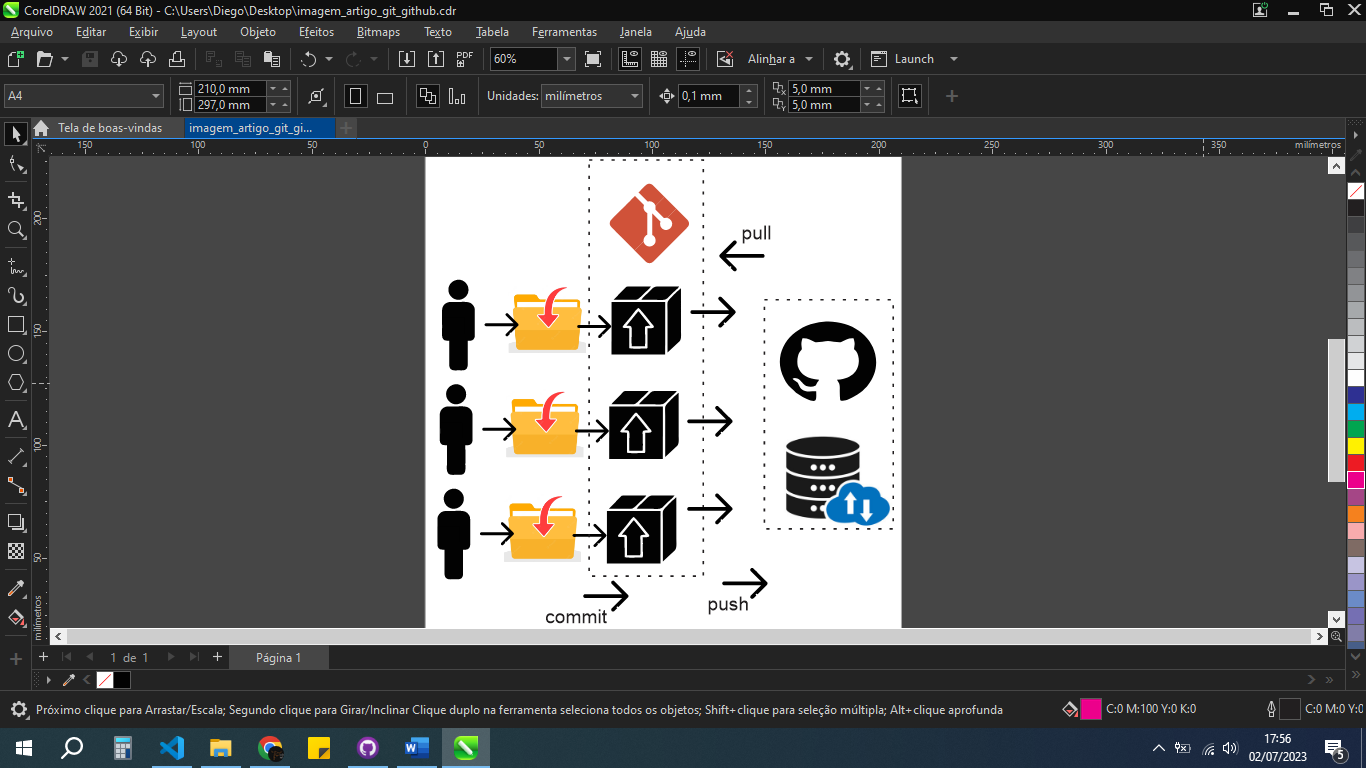 CorelDRAW 2021 (64 Bit) - C:\Users\Diego\Desktop\imagem_artigo_git_github.cdr
Arquivo Editar Exibir Layout Objeto Efeitos Bitmaps Texto Tabela Ferramentas Janela Ajuda
PDF 60% Alinhar a Launch
A4 210,0 mm 297,0 mm Unidades: milímetros 0,1 mm 5,0 mm 5,0 mm
Tela de boas-vindas imagem_artigo_git_gi...
150 100 50 0 50 100 150 200 250 300 350 milímetros
200
150
100
50
milímetros
pull
commit
push
1 de 1 Página 1
Próximo clique para Arrastar/Escala; Segundo clique para Girar/Inclinar Clique duplo na ferramenta seleciona todos os objetos; Shift+clique para seleção múltipla; Alt+clique aprofunda
C:0 M:100 Y:0 K:0 C:0 M:0 Y:0
17:56
02/07/2023
5